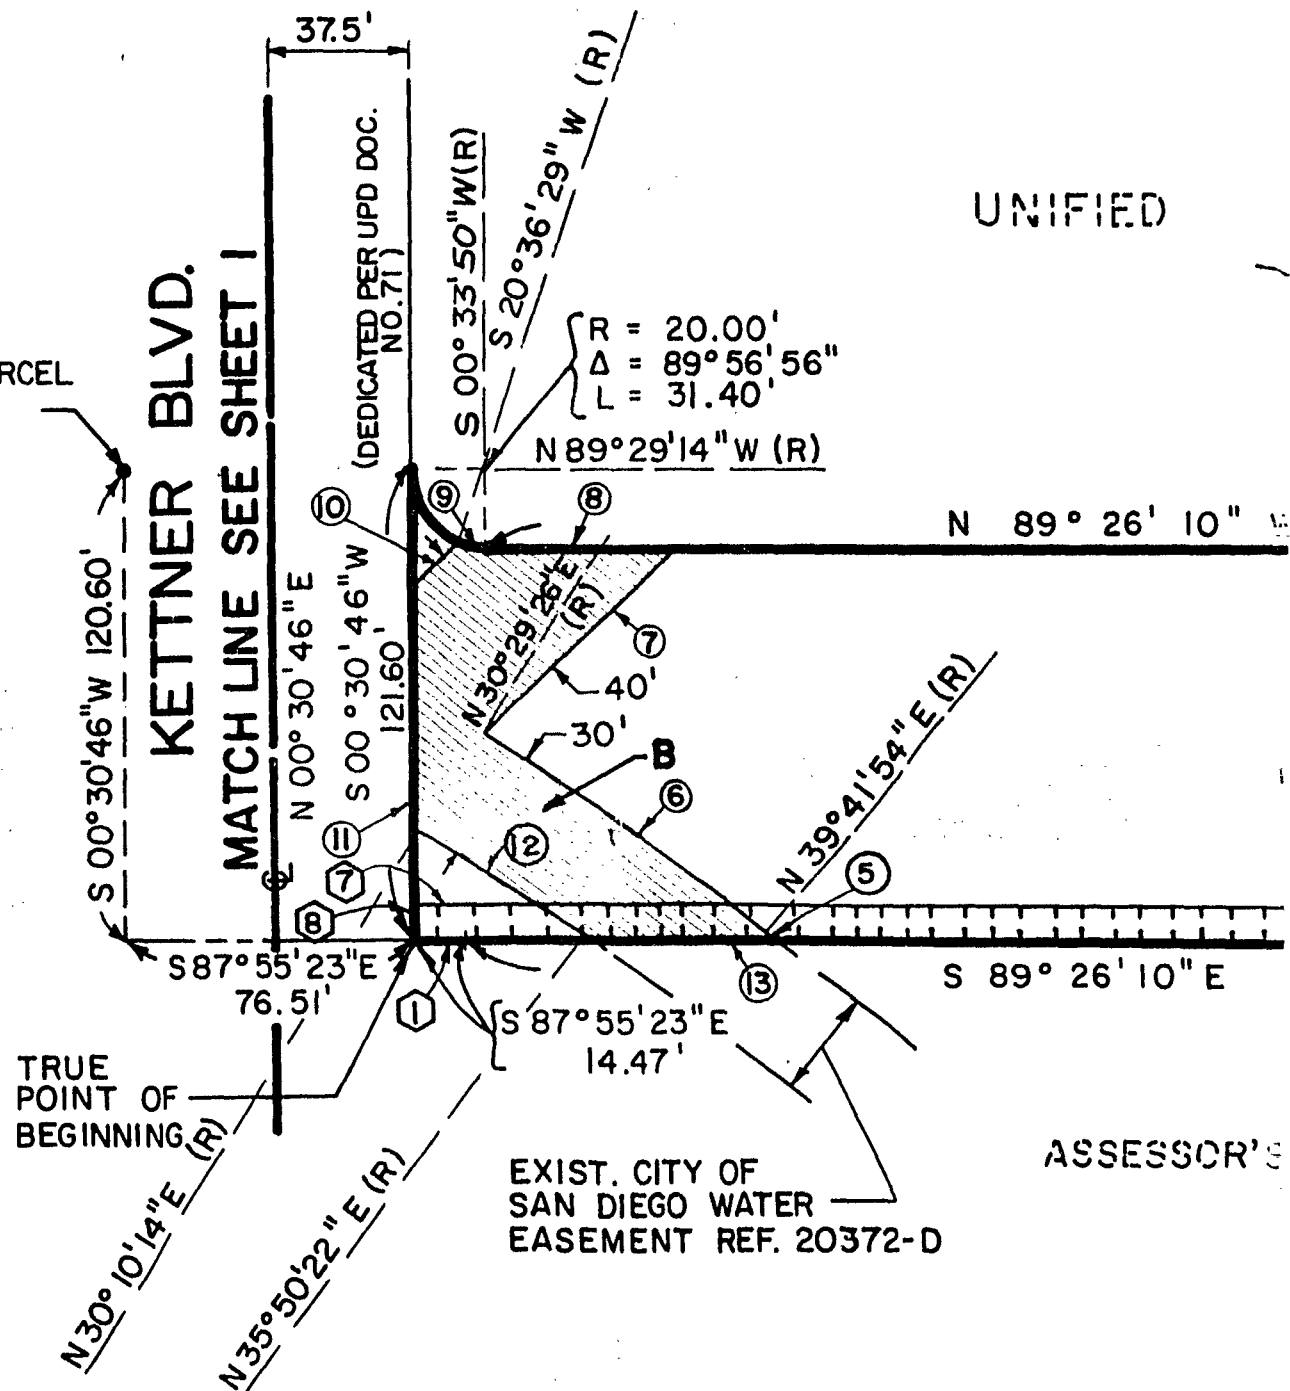 37.5'
UNIFIED
(DEDICATED PER UPD DOC.
NO. 71)
S 00° 33' 50" W (R)
S 20° 36' 29" W (R)
R = 20.00'
Δ = 89° 56' 56"
L = 31.40'
N 89° 29' 14" W (R)
RCEL
KETTNER BLVD.
MATCH LINE SEE SHEET 1
10
9
8
N 89° 26' 10"
S 00° 30' 46" W 120.60'
N 00° 30' 46" E
S 00° 30' 46" W
121.60'
N 30° 29' 26" E
(R)
7
40'
30'
B
6
N 39° 41' 54" E (R)
11
12
5
7
8
S 87° 55' 23" E
76.51'
13
S 89° 26' 10" E
1
S 87° 55' 23" E
14.47'
TRUE
POINT OF
BEGINNING
N 30° 10' 14" E (R)
N 35° 50' 22" E (R)
EXIST. CITY OF
SAN DIEGO WATER
EASEMENT REF. 20372-D
ASSESSOR'S